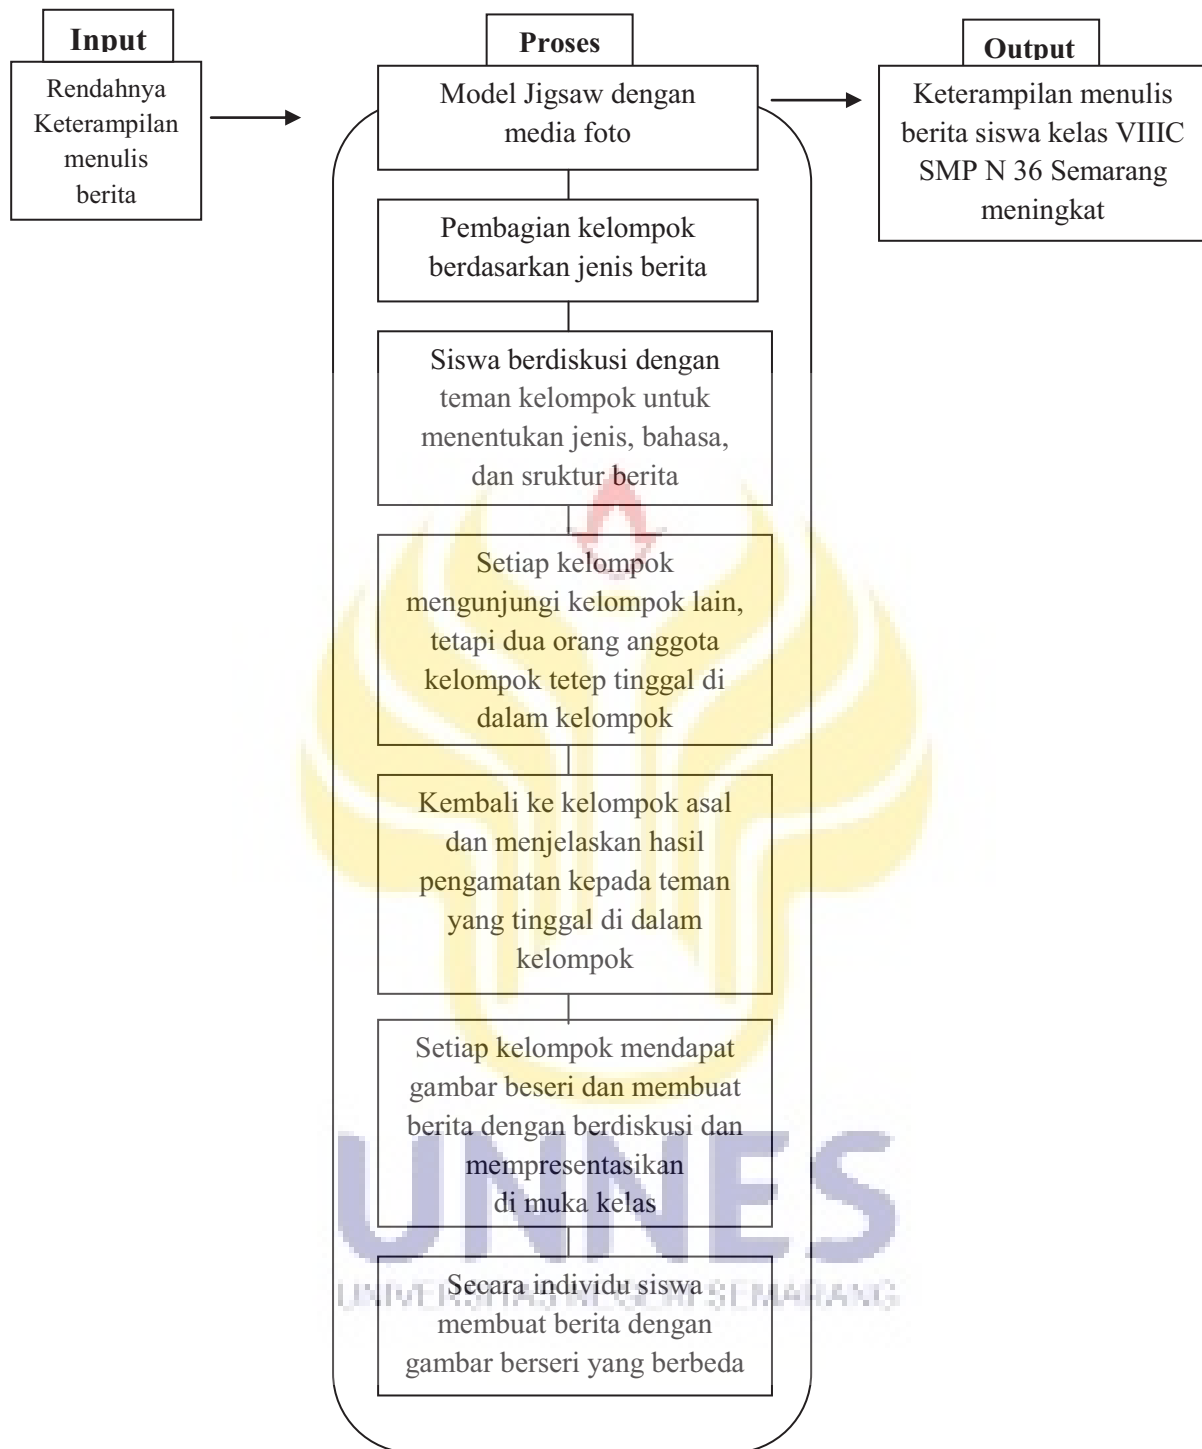 Input
Rendahnya
Keterampilan
menulis
berita
Proses
Model Jigsaw dengan
media foto
Pembagian kelompok
berdasarkan jenis berita
Siswa berdiskusi dengan
teman kelompok untuk
menentukan jenis, bahasa,
dan sruktur berita
Setiap kelompok
mengunjungi kelompok lain,
tetapi dua orang anggota
kelompok tetep tinggal di
dalam kelompok
Kembali ke kelompok asal
dan menjelaskan hasil
pengamatan kepada teman
yang tinggal di dalam
kelompok
Setiap kelompok mendapat
gambar beseri dan membuat
berita dengan berdiskusi dan
mempresentasikan
di muka kelas
Secara individu siswa
membuat berita dengan
gambar berseri yang berbeda
Output
Keterampilan menulis
berita siswa kelas VIIIC
SMP N 36 Semarang
meningkat
UNNES
UNIVERSITAS NEGERI SEMARANG